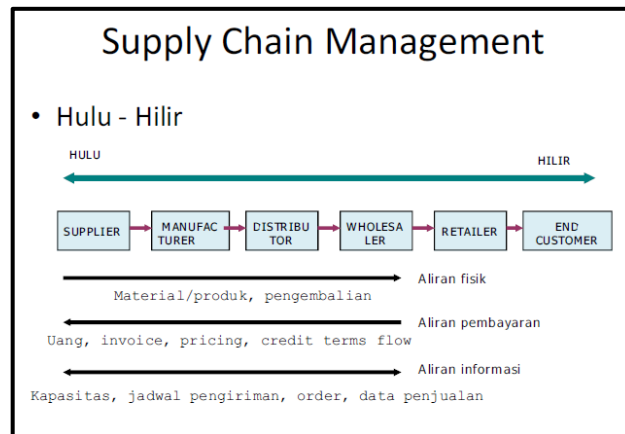 Supply Chain Management
• Hulu - Hilir
HULU
HILIR
SUPPLIER
MANUFAC
TURER
DISTRIBU
TOR
WHOLESA
LER
RETAILER
END
CUSTOMER
Aliran fisik
Material/produk, pengembalian
Aliran pembayaran
Uang, invoice, pricing, credit terms flow
Aliran informasi
Kapasitas, jadwal pengiriman, order, data penjualan